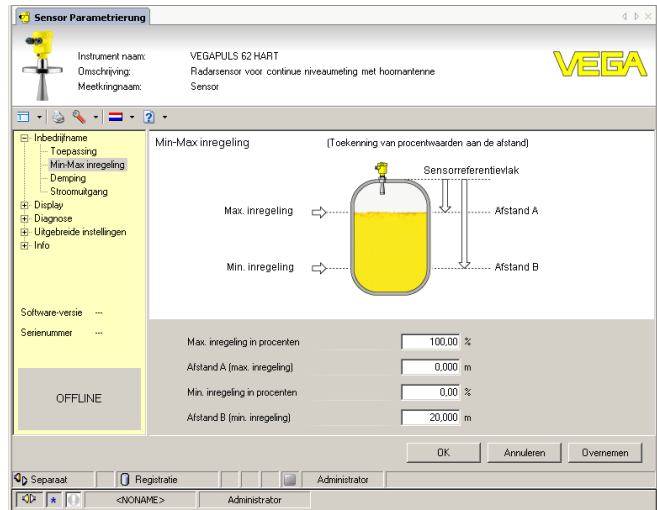 Sensor Parametrierung
Instrument naam: VEGAPULS 62 HART
Omschrijving: Radarsensor voor continue niveaumeting met hoornantenne
Meetkringnaam: Sensor
VEGA
Inbedrijfname
Toepassing
Min-Max inregeling
Demping
Stroomuitgang
Display
Diagnose
Uitgebreide instellingen
Info
Software-versie ---
Serienummer ---
OFFLINE
Min-Max inregeling (Toekenning van procentwaarden aan de afstand)
Sensorreferentievlak
Max. inregeling
Afstand A
Min. inregeling
Afstand B
Max. inregeling in procenten 100,00 %
Afstand A (max. inregeling) 0,000 m
Min. inregeling in procenten 0,00 %
Afstand B (min. inregeling) 20,000 m
OK Annuleren Overnemen
Separaat Registratie Administrator
<NONAME> Administrator